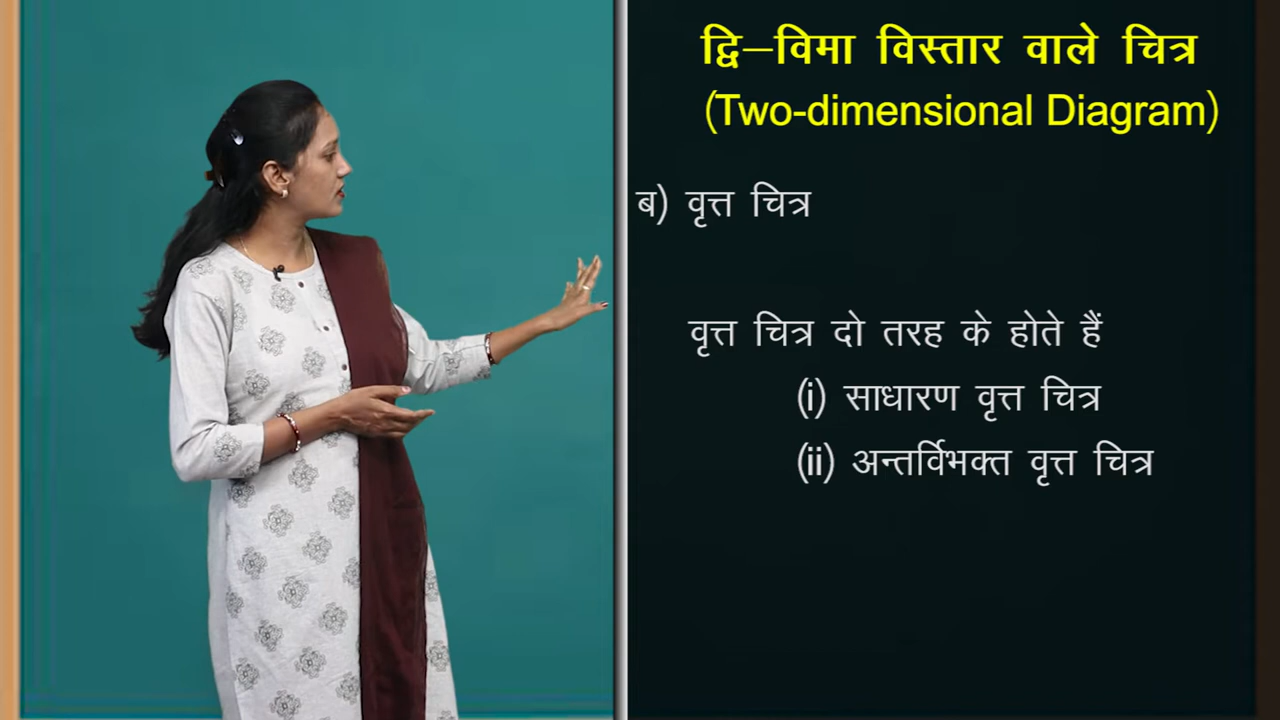 द्वि–विमा विस्तार वाले चित्र
(Two-dimensional Diagram)
ब) वृत्त चित्र
वृत्त चित्र दो तरह के होते हैं
(i) साधारण वृत्त चित्र
(ii) अन्तर्विभक्त वृत्त चित्र